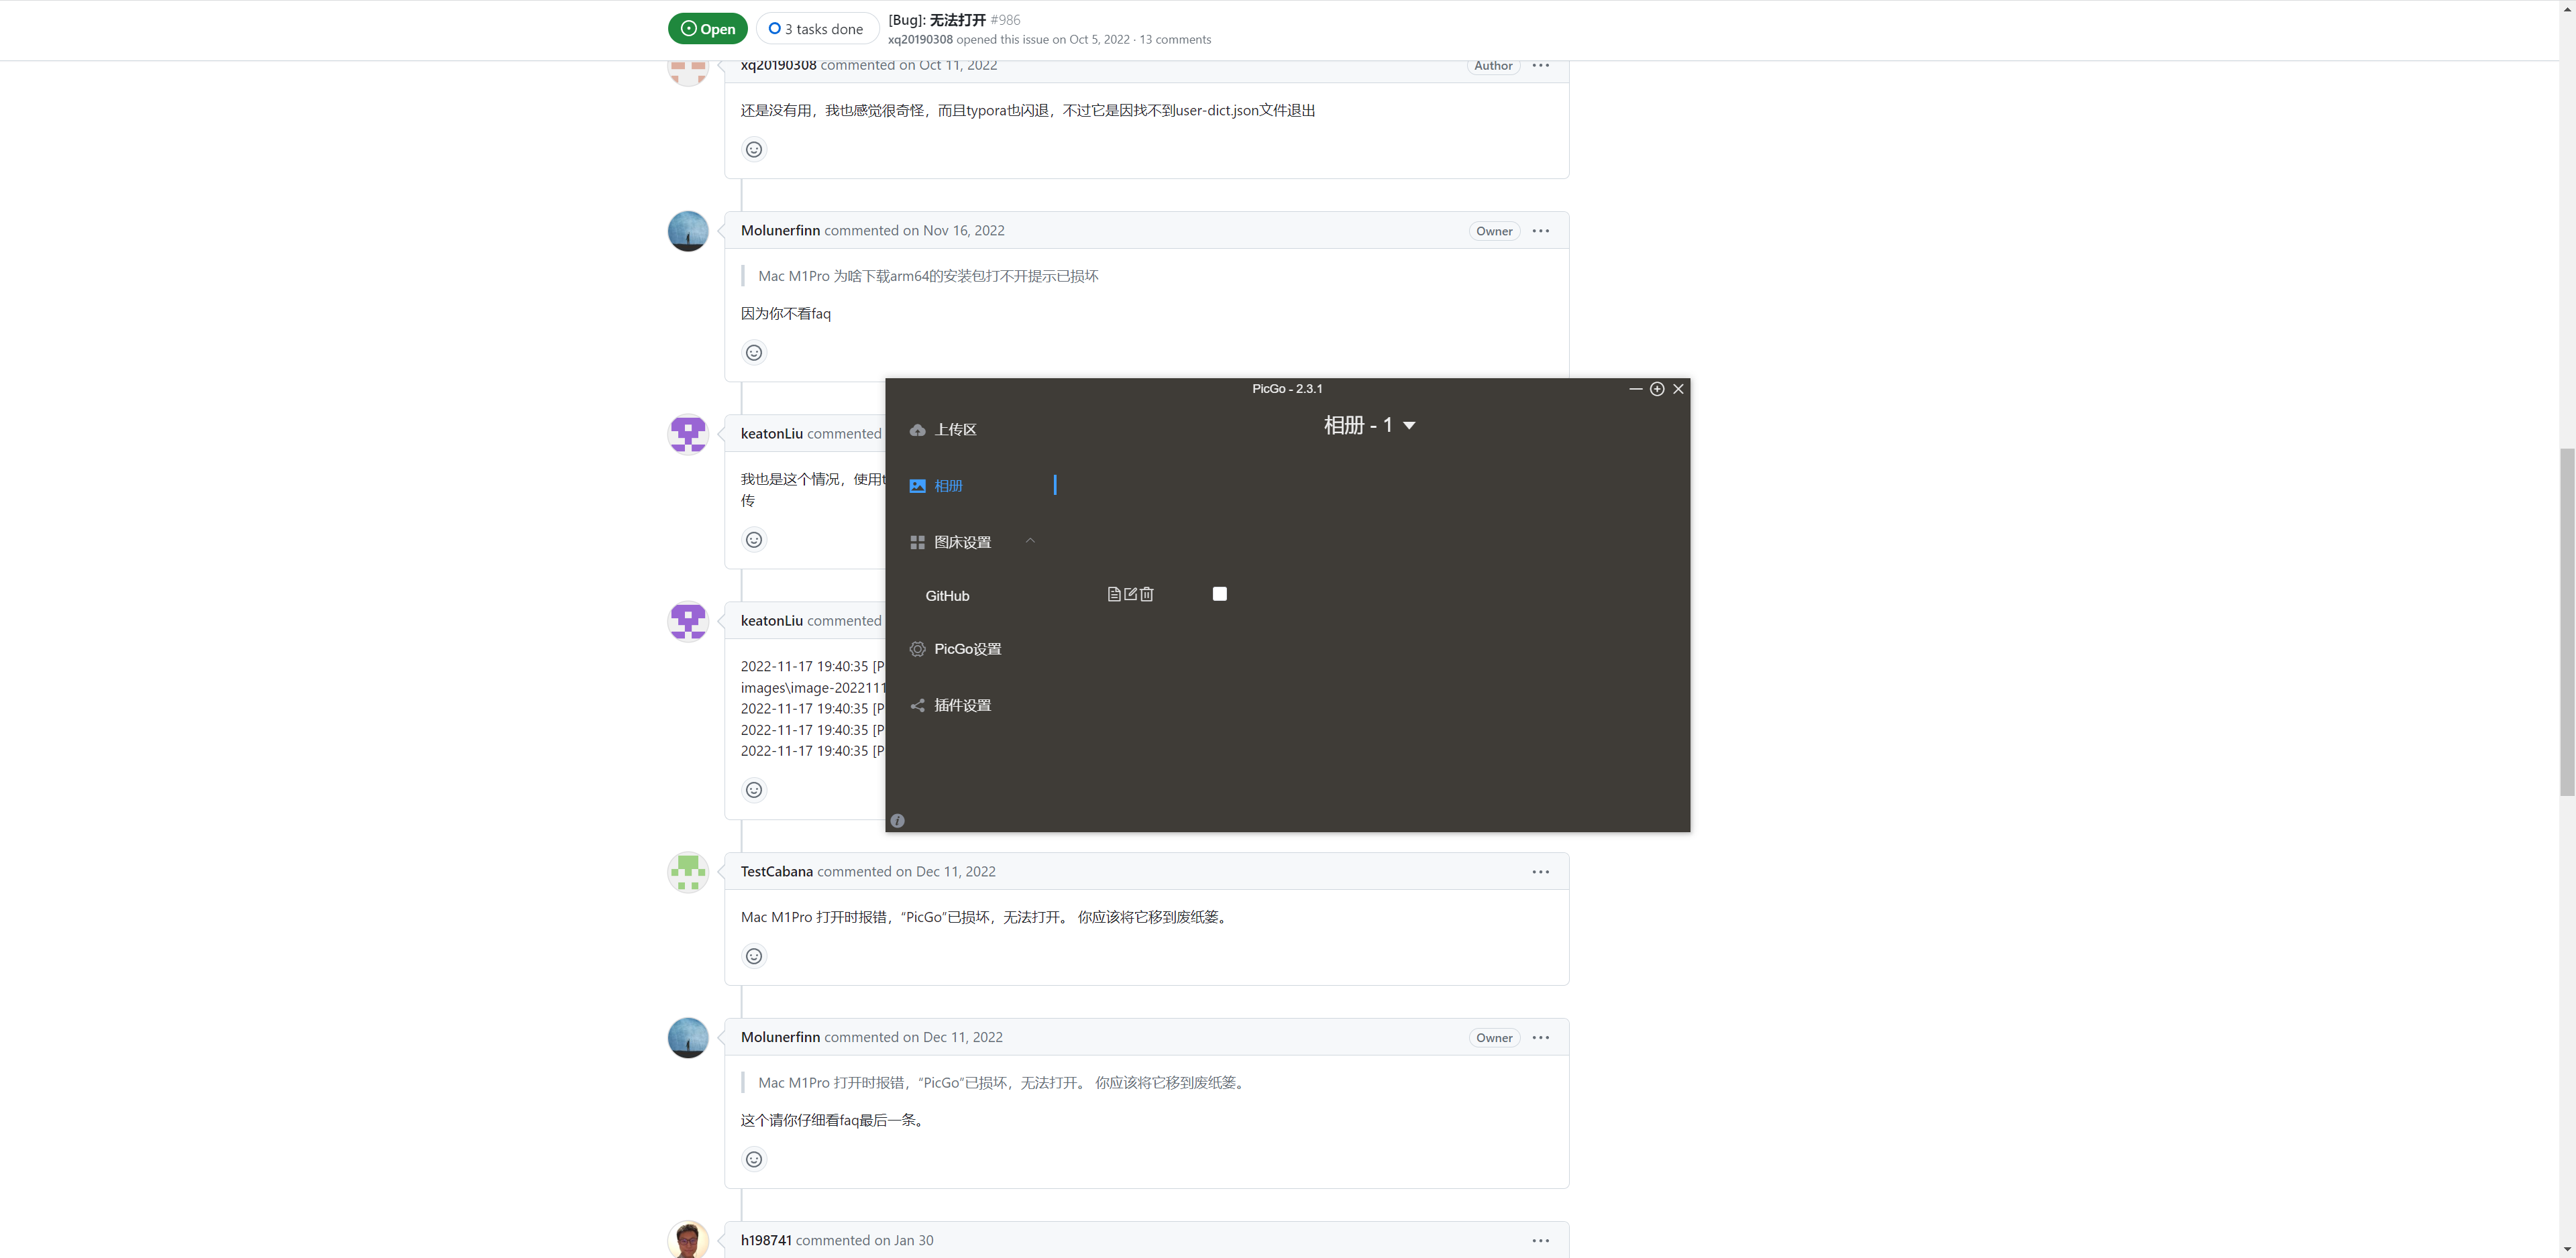 Open
3 tasks done
[Bug]: 无法打开 #986
xq20190308 opened this issue on Oct 5, 2022 · 13 comments
xq20190308 commented on Oct 11, 2022
Author
还是没有用，我也感觉很奇怪，而且typora也闪退，不过它是因找不到user-dict.json文件退出
Molunerfinn commented on Nov 16, 2022
Owner
Mac M1Pro 为啥下载arm64的安装包打不开提示已损坏
因为你不看faq
keatonLiu commented
我也是这个情况，使用t
传
keatonLiu commented
2022-11-17 19:40:35 [P
images\image-2022111
2022-11-17 19:40:35 [P
2022-11-17 19:40:35 [P
2022-11-17 19:40:35 [P
PicGo - 2.3.1
上传区
相册
图床设置
GitHub
PicGo设置
插件设置
相册 - 1
TestCabana commented on Dec 11, 2022
Mac M1Pro 打开时报错，“PicGo”已损坏，无法打开。 你应该将它移到废纸篓。
Molunerfinn commented on Dec 11, 2022
Owner
Mac M1Pro 打开时报错，“PicGo”已损坏，无法打开。 你应该将它移到废纸篓。
这个请你仔细看faq最后一条。
h198741 commented on Jan 30